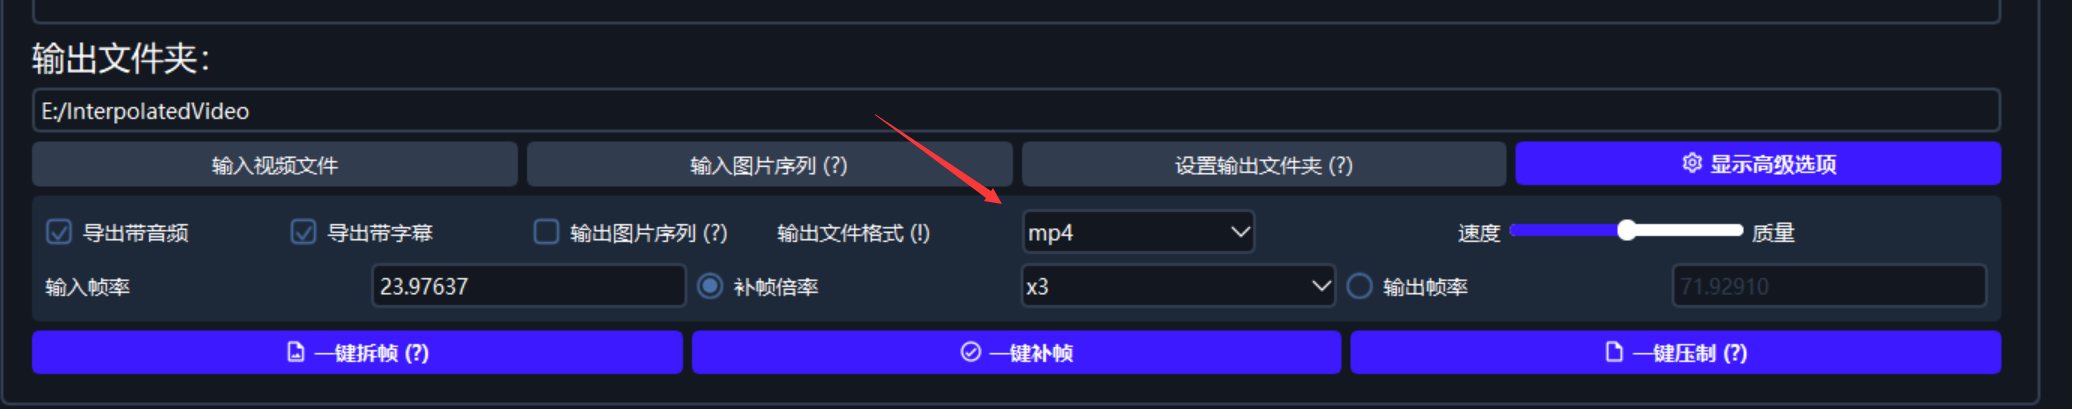 输出文件夹：
E:/InterpolatedVideo
输入视频文件 输入图片序列 (?) 设置输出文件夹 (?) 显示高级选项
导出带音频 导出带字幕 输出图片序列 (?) 输出文件格式 (!) mp4 速度 质量
输入帧率 23.97637 补帧倍率 x3 输出帧率 71.92910
一键拆帧 (?) 一键补帧 一键压制 (?)